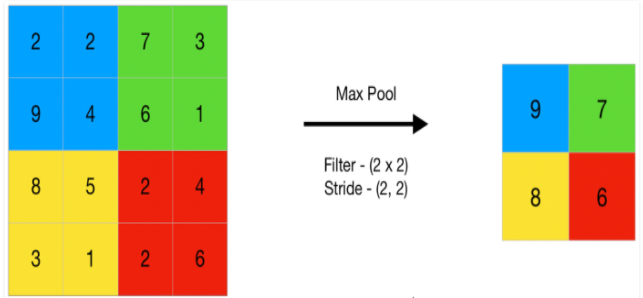 2 2 7 3
9 4 6 1
8 5 2 4
3 1 2 6
Max Pool
Filter - (2 x 2)
Stride - (2, 2)
9 7
8 6